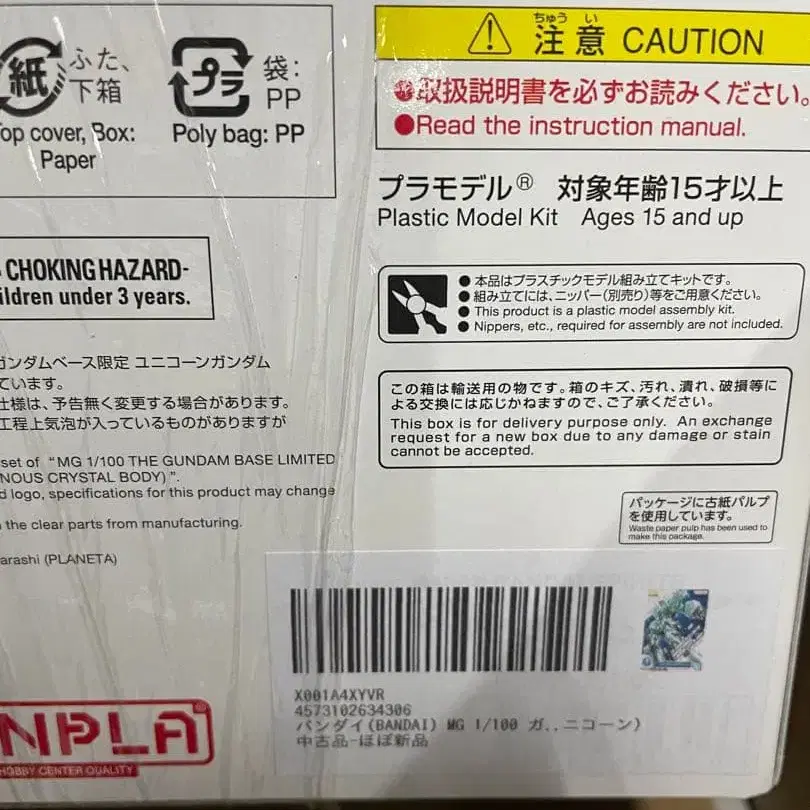 紙
ふた、
下箱
プラ
袋:
PP
op cover, Box:
Paper
Poly bag: PP
注意 CAUTION
ちゅう い
●取扱説明書を必ずお読みください。
●Read the instruction manual.
プラモデル® 対象年齢15才以上
Plastic Model Kit Ages 15 and up
CHOKING HAZARD-
ildren under 3 years.
●本品はプラスチックモデル組み立てキットです。
●組み立てには、ニッパー(別売り)等をご用意ください。
●This product is a plastic model assembly kit.
●Nippers, etc., required for assembly are not included.
ガンダムベース限定 ユニコーンガンダム
ています。
仕様は、予告無く変更する場合があります。
工程上気泡が入っているものがありますが
set of "MG 1/100 THE GUNDAM BASE LIMITED
NOUS CRYSTAL BODY)".
d logo, specifications for this product may change
the clear parts from manufacturing.
arashi (PLANETA)
この箱は輸送用の物です。箱のキズ、汚れ、潰れ、破損等に
よる交換には応じかねますので、ご了承ください。
This box is for delivery purpose only. An exchange
request for a new box due to any damage or stain
cannot be accepted.
パッケージに古紙パルプ
を使用しています。
Waste paper pulp has been used to
make this package.
X001A4XYVR
4573102634306
バンダイ(BANDAI) MG 1/100 ガ,,ニコーン)
中古品-ほぼ新品
NPLA®
HOBBY CENTER QUALITY